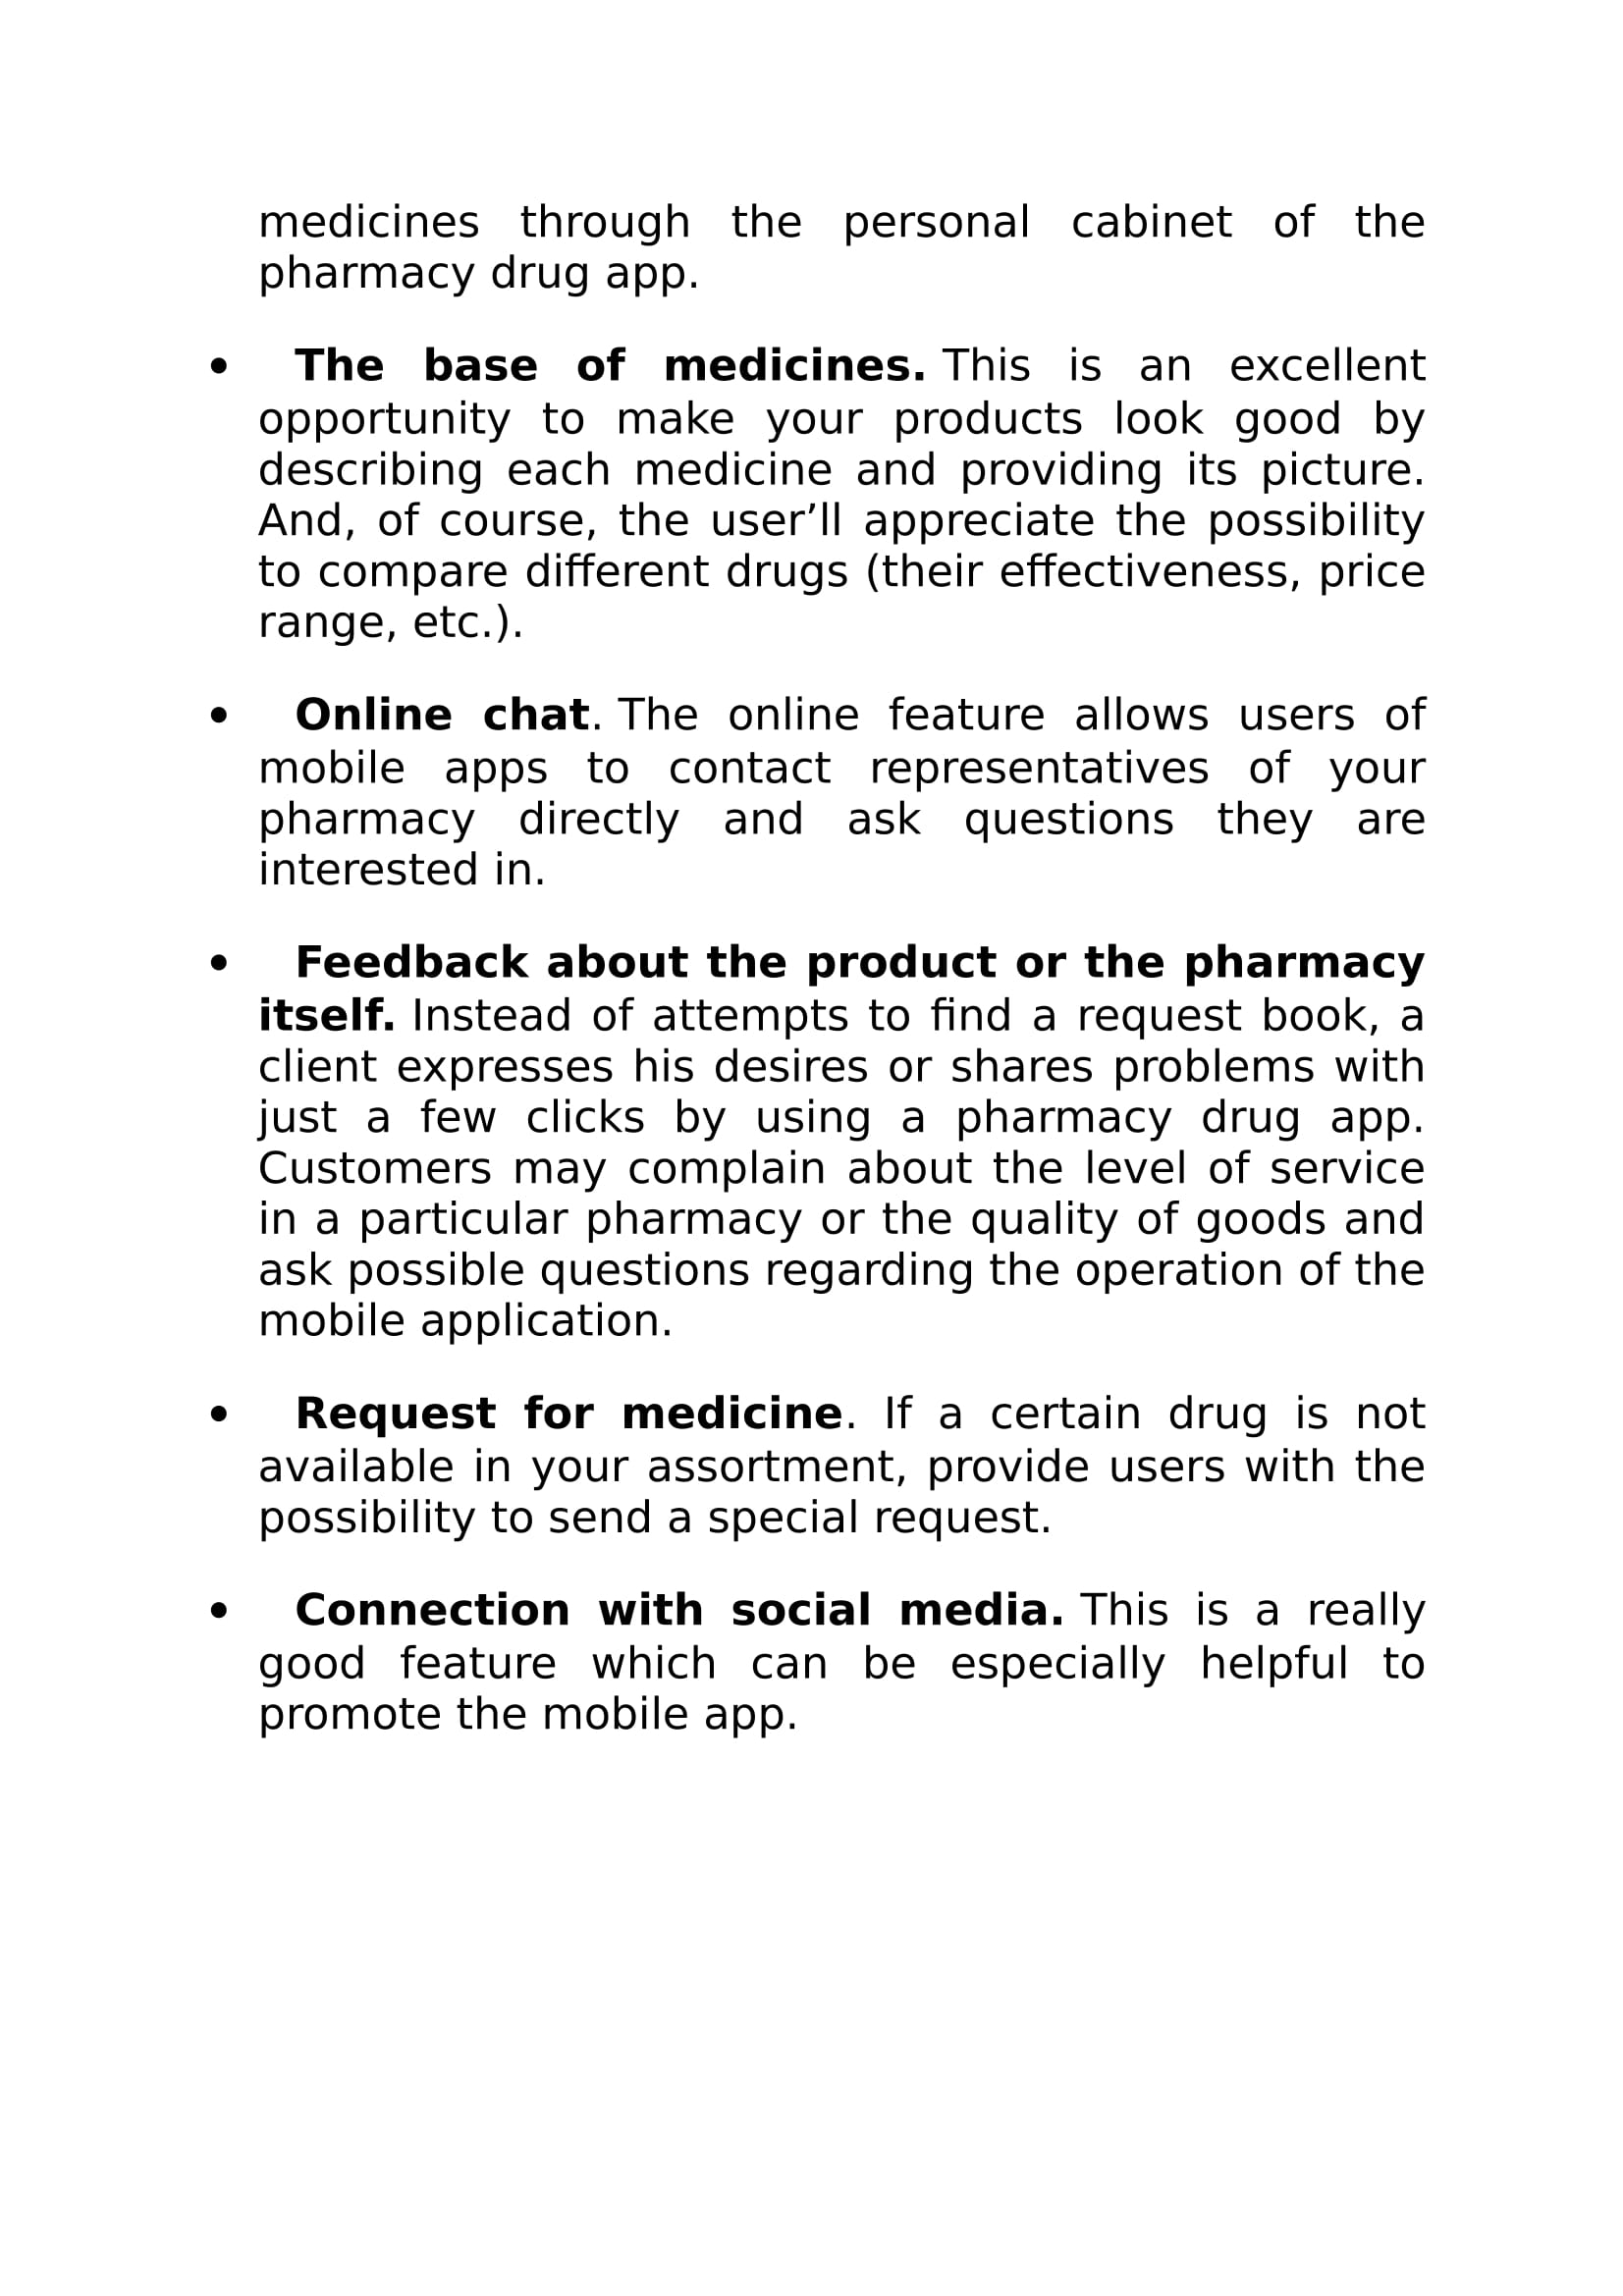 medicines through the personal cabinet of the
pharmacy drug app.
• The base of medicines. This is an excellent
opportunity to make your products look good by
describing each medicine and providing its picture.
And, of course, the user’ll appreciate the possibility
to compare different drugs (their effectiveness, price
range, etc.).
• Online chat. The online feature allows users of
mobile apps to contact representatives of your
pharmacy directly and ask questions they are
interested in.
• Feedback about the product or the pharmacy
itself. Instead of attempts to find a request book, a
client expresses his desires or shares problems with
just a few clicks by using a pharmacy drug app.
Customers may complain about the level of service
in a particular pharmacy or the quality of goods and
ask possible questions regarding the operation of the
mobile application.
• Request for medicine. If a certain drug is not
available in your assortment, provide users with the
possibility to send a special request.
• Connection with social media. This is a really
good feature which can be especially helpful to
promote the mobile app.